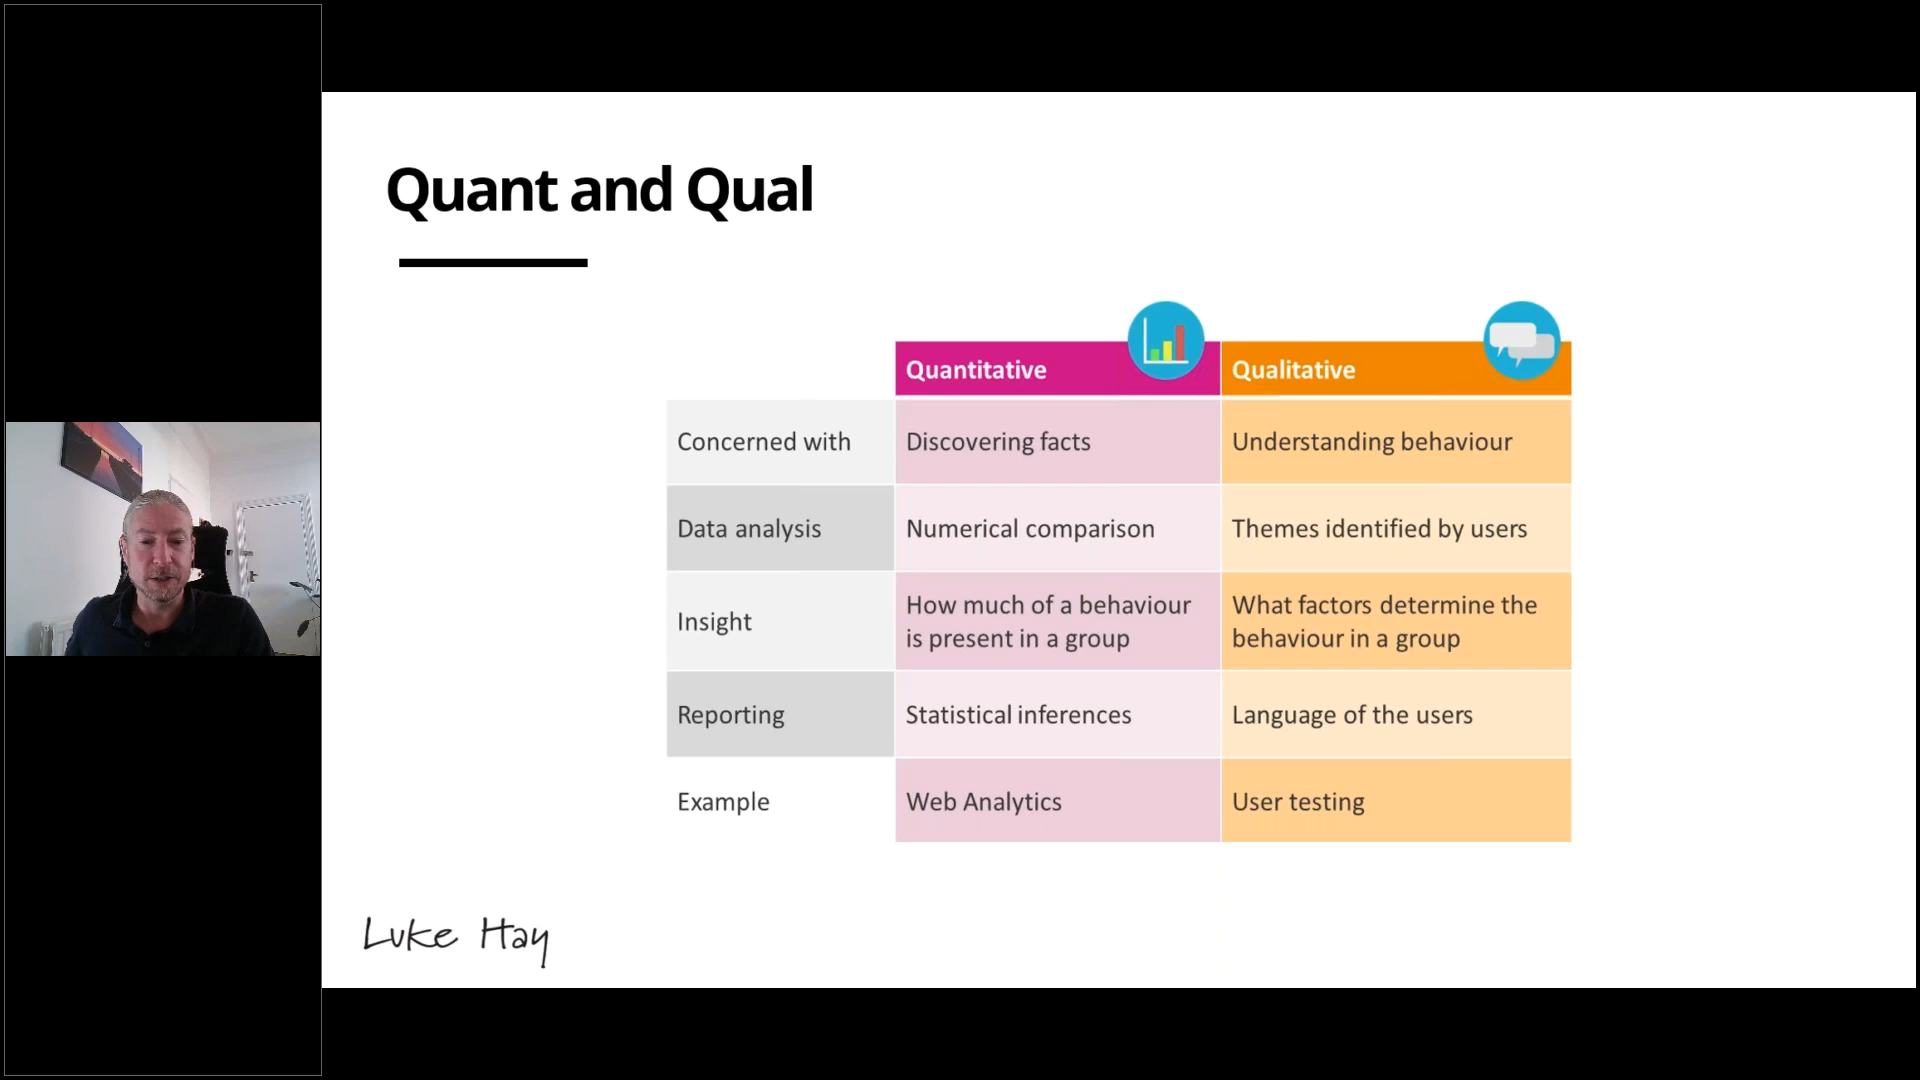 Quant and Qual
Quantitative
Qualitative
Concerned with
Discovering facts
Understanding behaviour
Data analysis
Numerical comparison
Themes identified by users
Insight
How much of a behaviour
is present in a group
What factors determine the
behaviour in a group
Reporting
Statistical inferences
Language of the users
Example
Web Analytics
User testing
Luke Hay